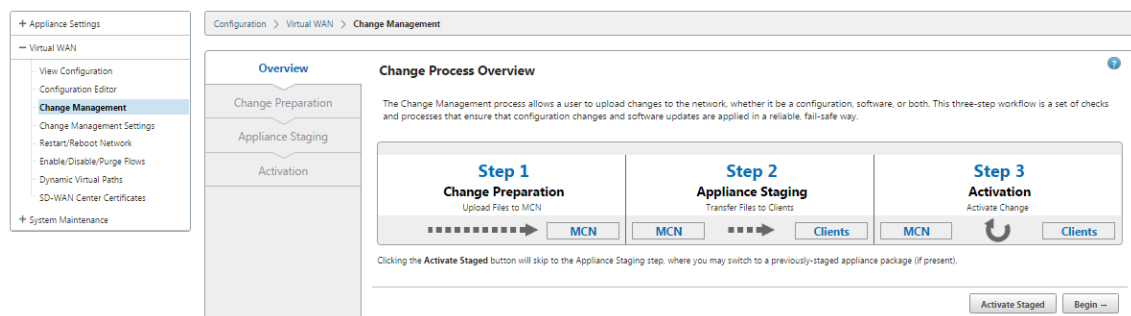 + Appliance Settings
− Virtual WAN
View Configuration
Configuration Editor
Change Management
Change Management Settings
Restart/Reboot Network
Enable/Disable/Purge Flows
Dynamic Virtual Paths
SD-WAN Center Certificates
+ System Maintenance
Configuration > Virtual WAN > Change Management
Overview
Change Preparation
Appliance Staging
Activation
Change Process Overview
?
The Change Management process allows a user to upload changes to the network, whether it be a configuration, software, or both. This three-step workflow is a set of checks
and processes that ensure that configuration changes and software updates are applied in a reliable, fail-safe way.
Step 1
Change Preparation
Upload Files to MCN
MCN
Step 2
Appliance Staging
Transfer Files to Clients
MCN Clients
Step 3
Activation
Activate Change
MCN Clients
Clicking the Activate Staged button will skip to the Appliance Staging step, where you may switch to a previously-staged appliance package (if present).
Activate Staged Begin →